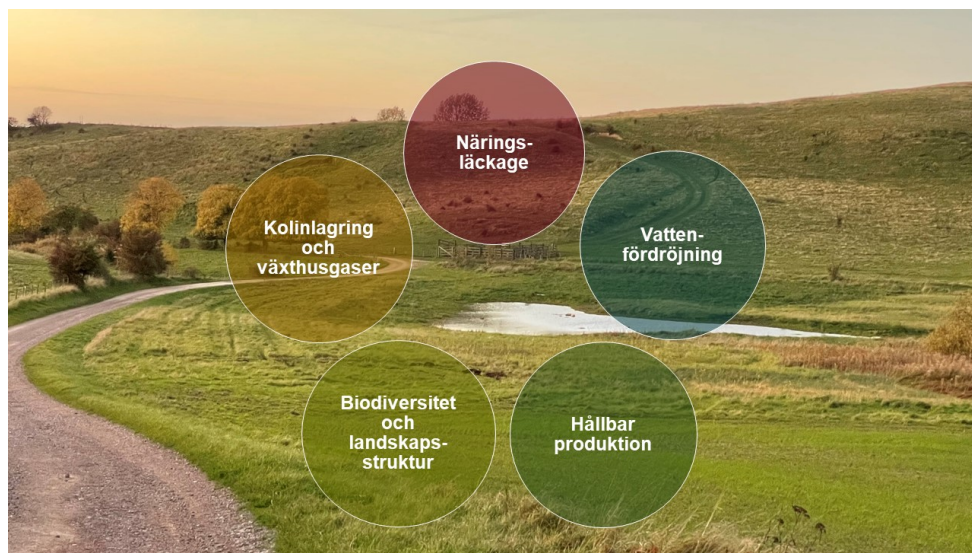 Närings-
läckage
Vatten-
fördröjning
Hållbar
produktion
Biodiversitet
och
landskaps-
struktur
Kolinlagring
och
växthusgaser